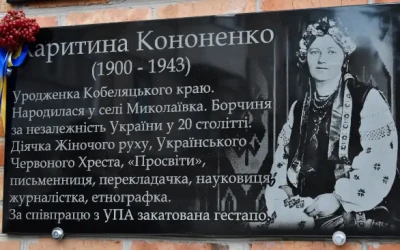 Харитина Кононенко
(1900 - 1943)
Уродженка Кобеляцького краю.
Народилася у селі Миколаївка. Борчиня
за незалежність України у 20 столітті.
Діячка Жіночого руху, Українського
Червоного Хреста, «Просвіти»,
письменниця, перекладачка, науковиця,
журналістка, етнографка.
За співпрацю з УПА закатована гестапо.